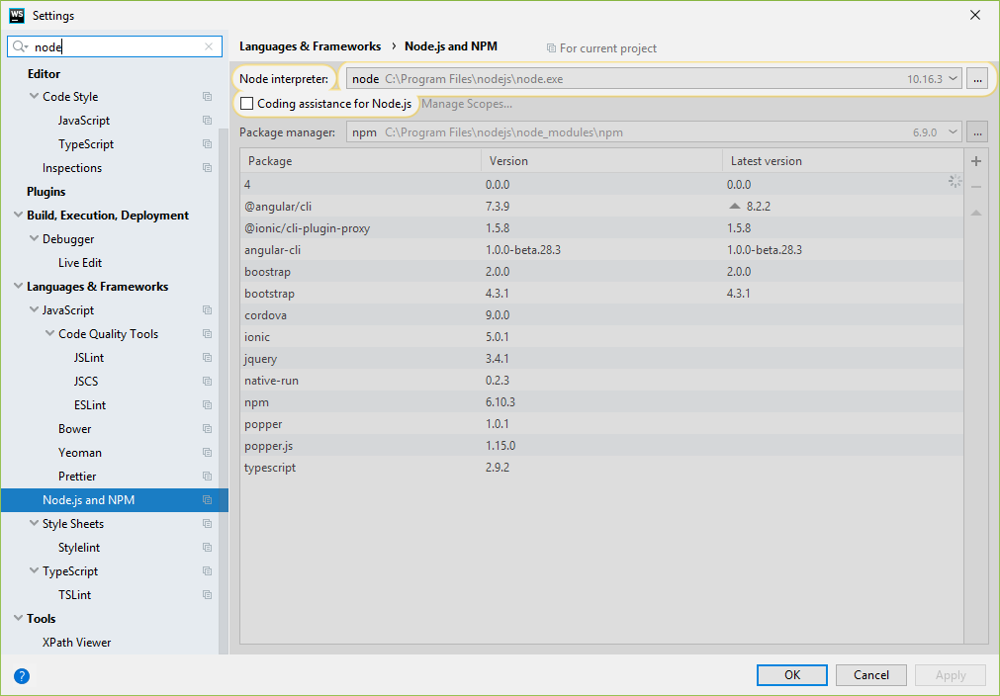 WS Settings
node
Editor
Code Style
JavaScript
TypeScript
Inspections
Plugins
Build, Execution, Deployment
Debugger
Live Edit
Languages & Frameworks
JavaScript
Code Quality Tools
JSLint
JSCS
ESLint
Bower
Yeoman
Prettier
Node.js and NPM
Style Sheets
Stylelint
TypeScript
TSLint
Tools
XPath Viewer
Languages & Frameworks › Node.js and NPM For current project
Node interpreter: node C:\Program Files\nodejs\node.exe 10.16.3 ...
Coding assistance for Node.js Manage Scopes...
Package manager: npm C:\Program Files\nodejs\node_modules\npm 6.9.0 ...
Package Version Latest version
4 0.0.0 0.0.0
@angular/cli 7.3.9 8.2.2
@ionic/cli-plugin-proxy 1.5.8 1.5.8
angular-cli 1.0.0-beta.28.3 1.0.0-beta.28.3
boostrap 2.0.0 2.0.0
bootstrap 4.3.1 4.3.1
cordova 9.0.0
ionic 5.0.1
jquery 3.4.1
native-run 0.2.3
npm 6.10.3
popper 1.0.1
popper.js 1.15.0
typescript 2.9.2
? OK Cancel Apply